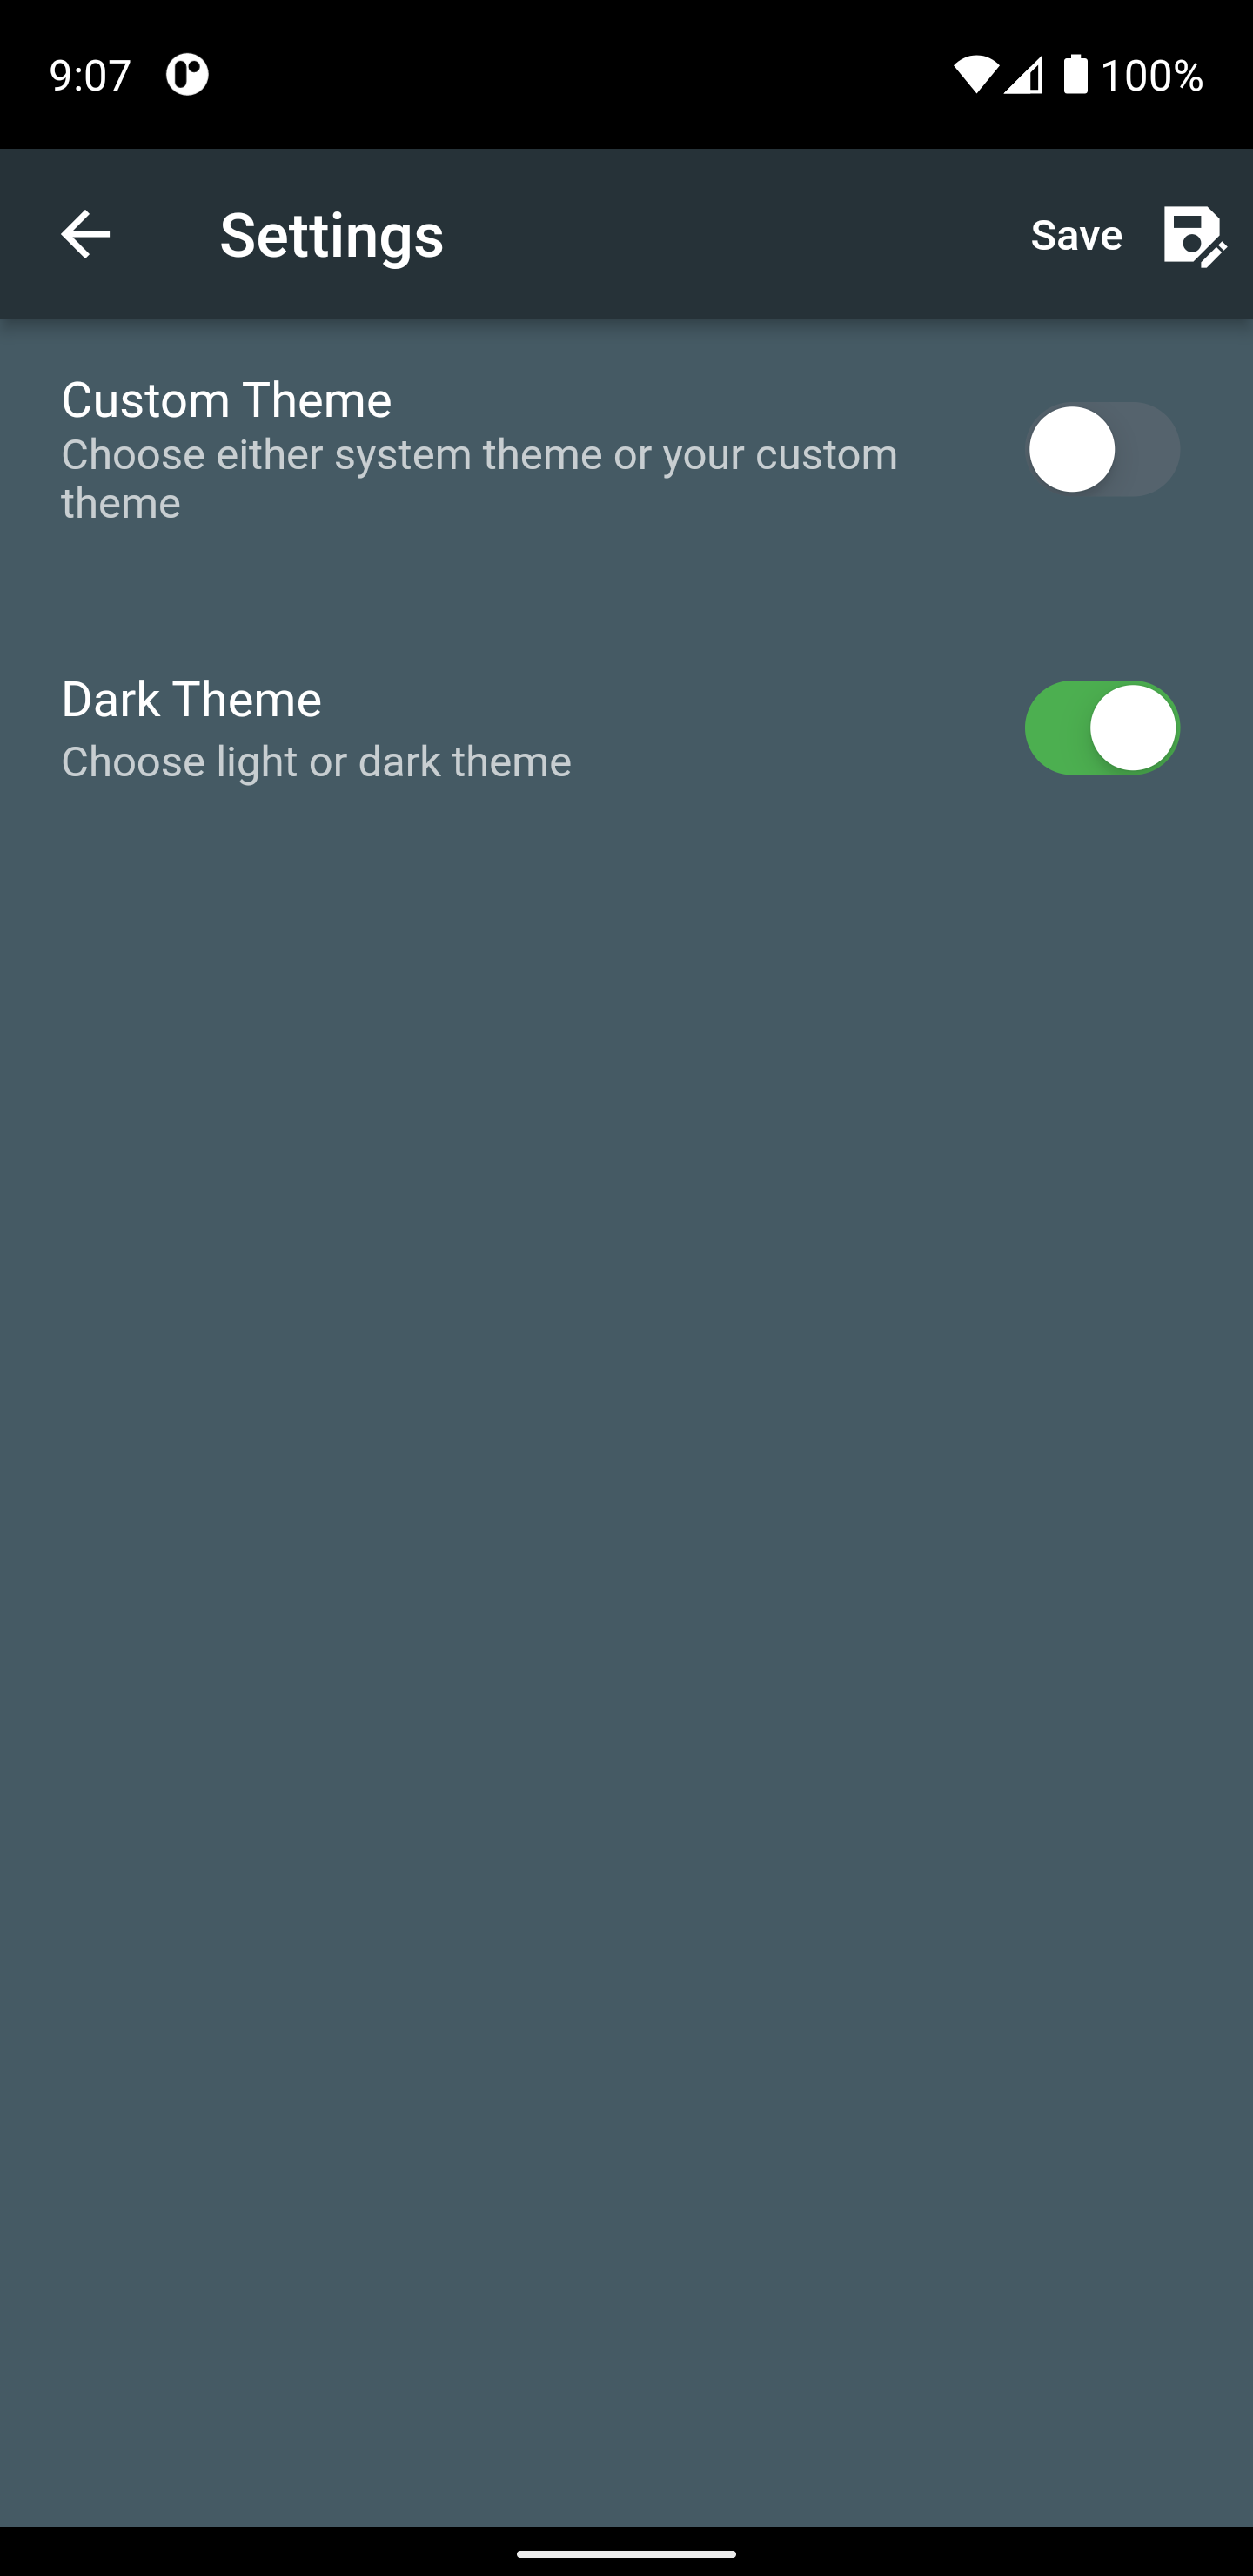 9:07 100%
Settings Save
Custom Theme
Choose either system theme or your custom
theme
Dark Theme
Choose light or dark theme